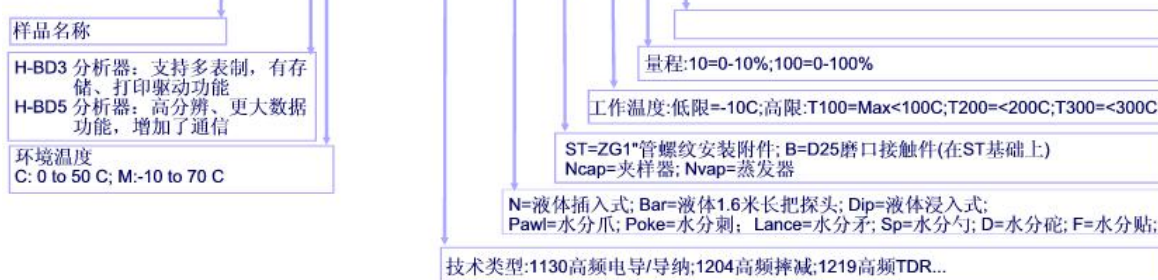 样品名称
H-BD3 分析器：支持多表制，有存
储、打印驱动功能
H-BD5 分析器：高分辨、更大数据
功能，增加了通信
环境温度
C: 0 to 50 C; M:-10 to 70 C
量程:10=0-10%;100=0-100%
工作温度:低限=-10C;高限:T100=Max<100C;T200=<200C;T300=<300C
ST=ZG1"管螺纹安装附件; B=D25磨口接触件(在ST基础上)
Ncap=夹样器; Nvap=蒸发器
N=液体插入式; Bar=液体1.6米长把探头; Dip=液体浸入式;
Pawl=水分爪; Poke=水分刺；Lance=水分矛; Sp=水分勺; D=水分砣; F=水分贴;
技术类型:1130高频电导/导纳;1204高频摔减;1219高频TDR...